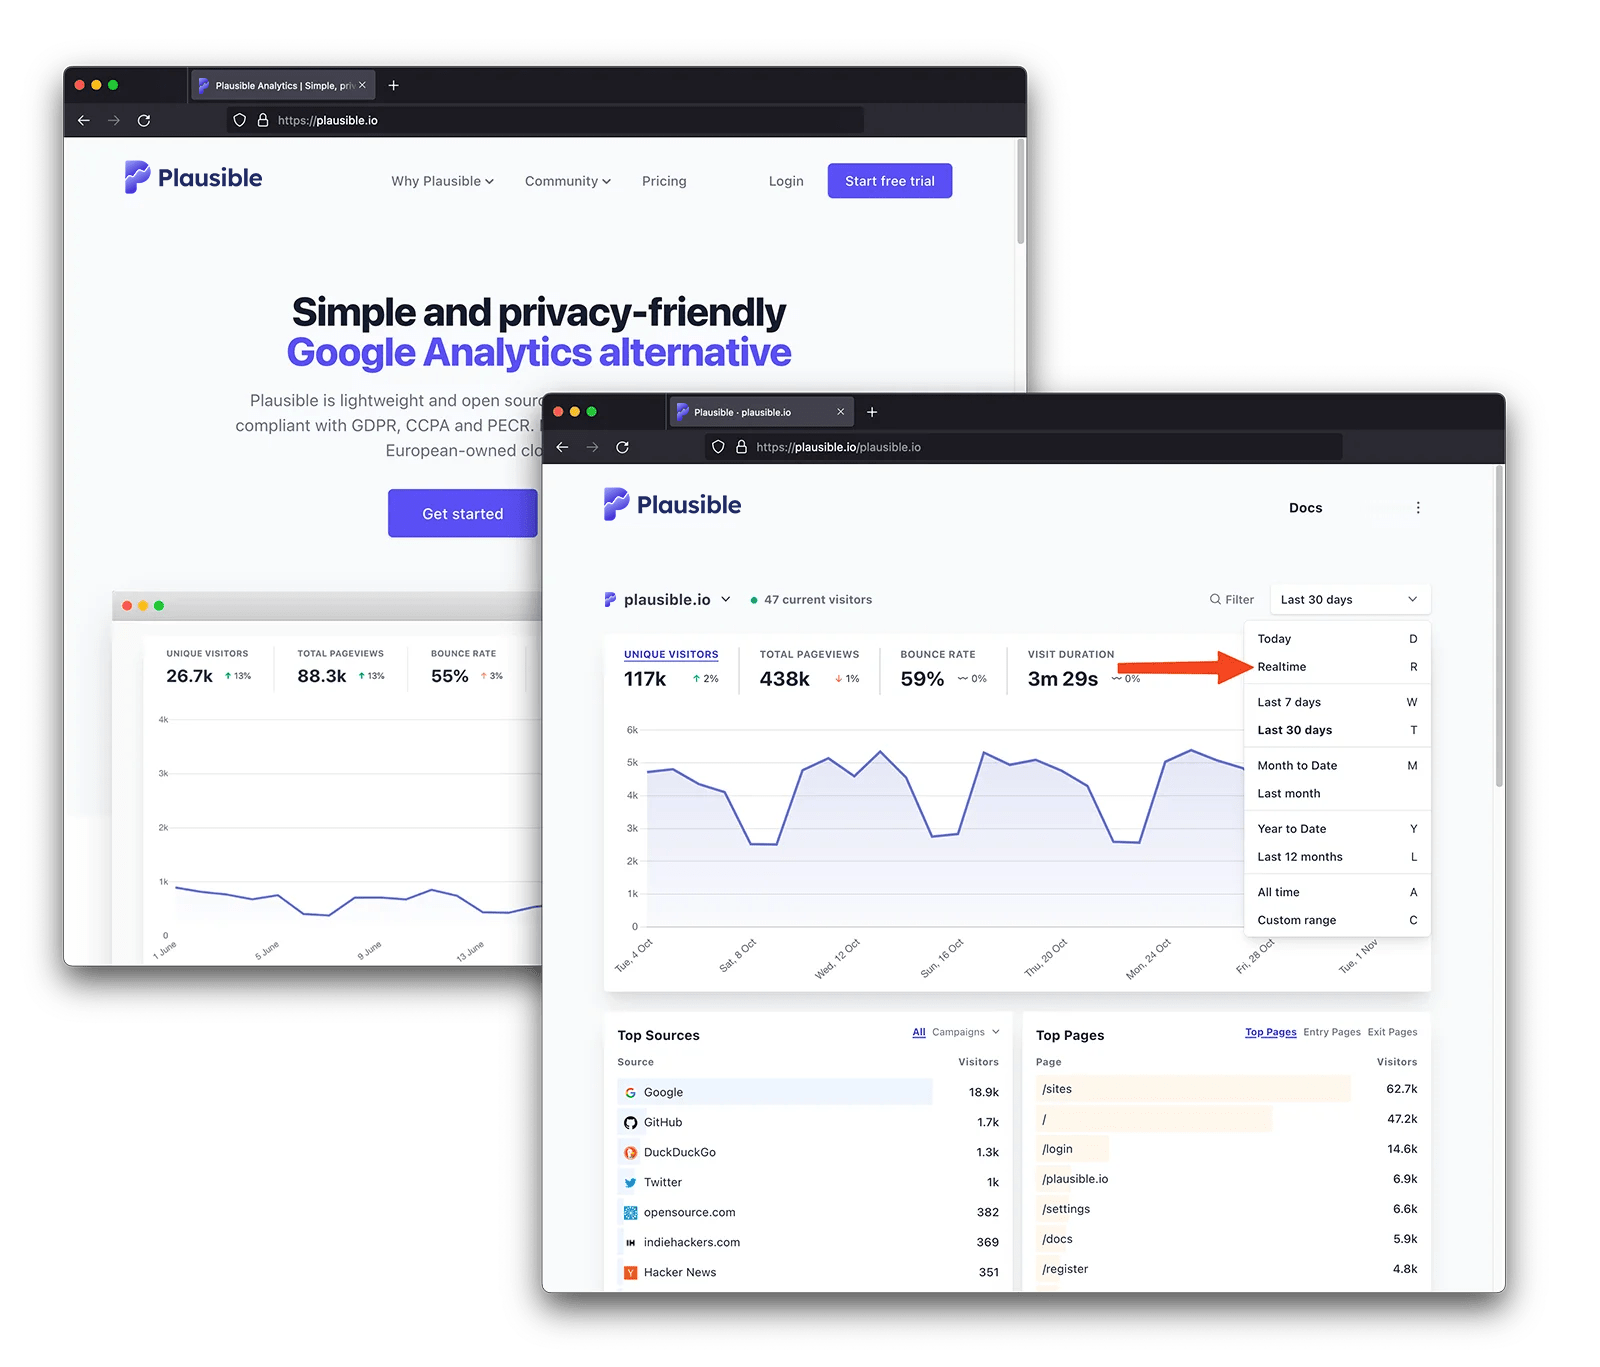 Plausible Analytics | Simple, priv
https://plausible.io
Plausible
Why Plausible
Community
Pricing
Login
Start free trial
Simple and privacy-friendly
Google Analytics alternative
Plausible is lightweight and open sourc
compliant with GDPR, CCPA and PECR.
European-owned clo
Get started
UNIQUE VISITORS
26.7k
13%
TOTAL PAGEVIEWS
88.3k
13%
BOUNCE RATE
55%
3%
4k
3k
2k
1k
0
1 June
5 June
9 June
13 June
Plausible · plausible.io
https://plausible.io/plausible.io
Plausible
Docs
plausible.io
47 current visitors
Filter
Last 30 days
UNIQUE VISITORS
117k
2%
TOTAL PAGEVIEWS
438k
1%
BOUNCE RATE
59%
0%
VISIT DURATION
3m 29s
0%
Today D
Realtime R
Last 7 days W
Last 30 days T
Month to Date M
Last month
Year to Date Y
Last 12 months L
All time A
Custom range C
6k
5k
4k
3k
2k
1k
0
Tue, 4 Oct
Sat, 8 Oct
Wed, 12 Oct
Sun, 16 Oct
Thu, 20 Oct
Mon, 24 Oct
Fri, 28 Oct
Tue, 1 Nov
Top Sources
All
Campaigns
Source Visitors
Google 18.9k
GitHub 1.7k
DuckDuckGo 1.3k
Twitter 1k
opensource.com 382
indiehackers.com 369
Hacker News 351
Top Pages
Top Pages
Entry Pages
Exit Pages
Page Visitors
/sites 62.7k
/ 47.2k
/login 14.6k
/plausible.io 6.9k
/settings 6.6k
/docs 5.9k
/register 4.8k